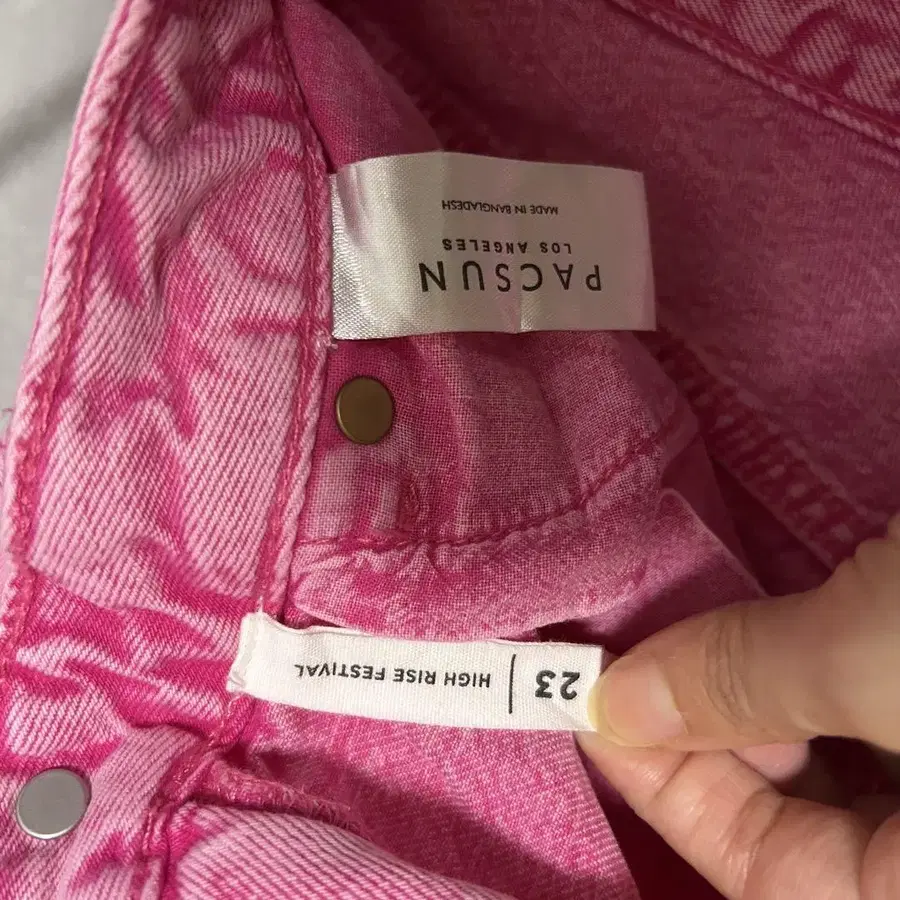 PACSUN
LOS ANGELES
MADE IN BANGLADESH
23 | HIGH RISE FESTIVAL